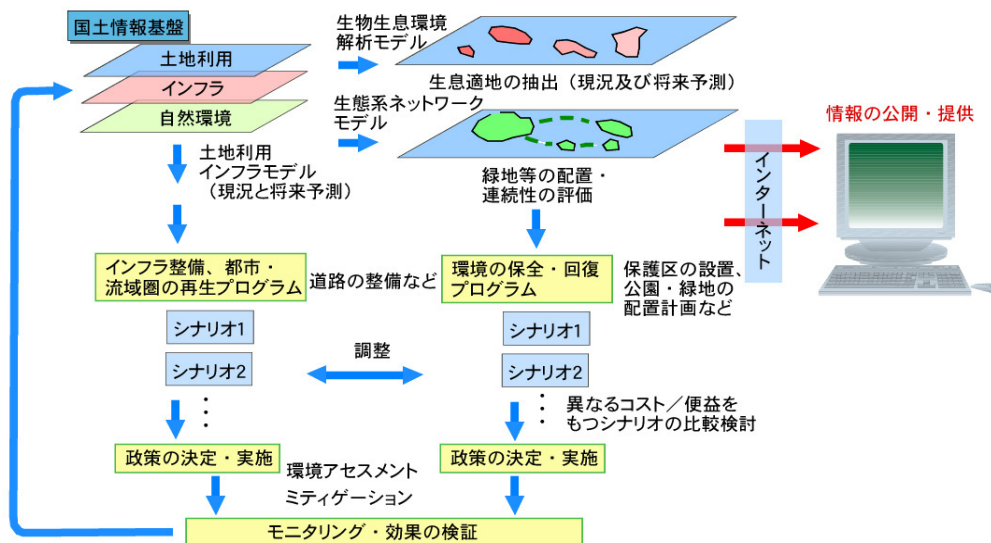 国土情報基盤
土地利用
インフラ
自然環境
生物生息環境
解析モデル
生息適地の抽出（現況及び将来予測）
生態系ネットワーク
モデル
緑地等の配置・
連続性の評価
土地利用
インフラモデル
（現況と将来予測）
情報の公開・提供
インターネット
インフラ整備、都市・
流域圏の再生プログラム
道路の整備など
環境の保全・回復
プログラム
保護区の設置、
公園・緑地の
配置計画など
シナリオ1
シナリオ2
調整
シナリオ1
シナリオ2
異なるコスト／便益を
もつシナリオの比較検討
政策の決定・実施
環境アセスメント
ミティゲーション
政策の決定・実施
モニタリング・効果の検証